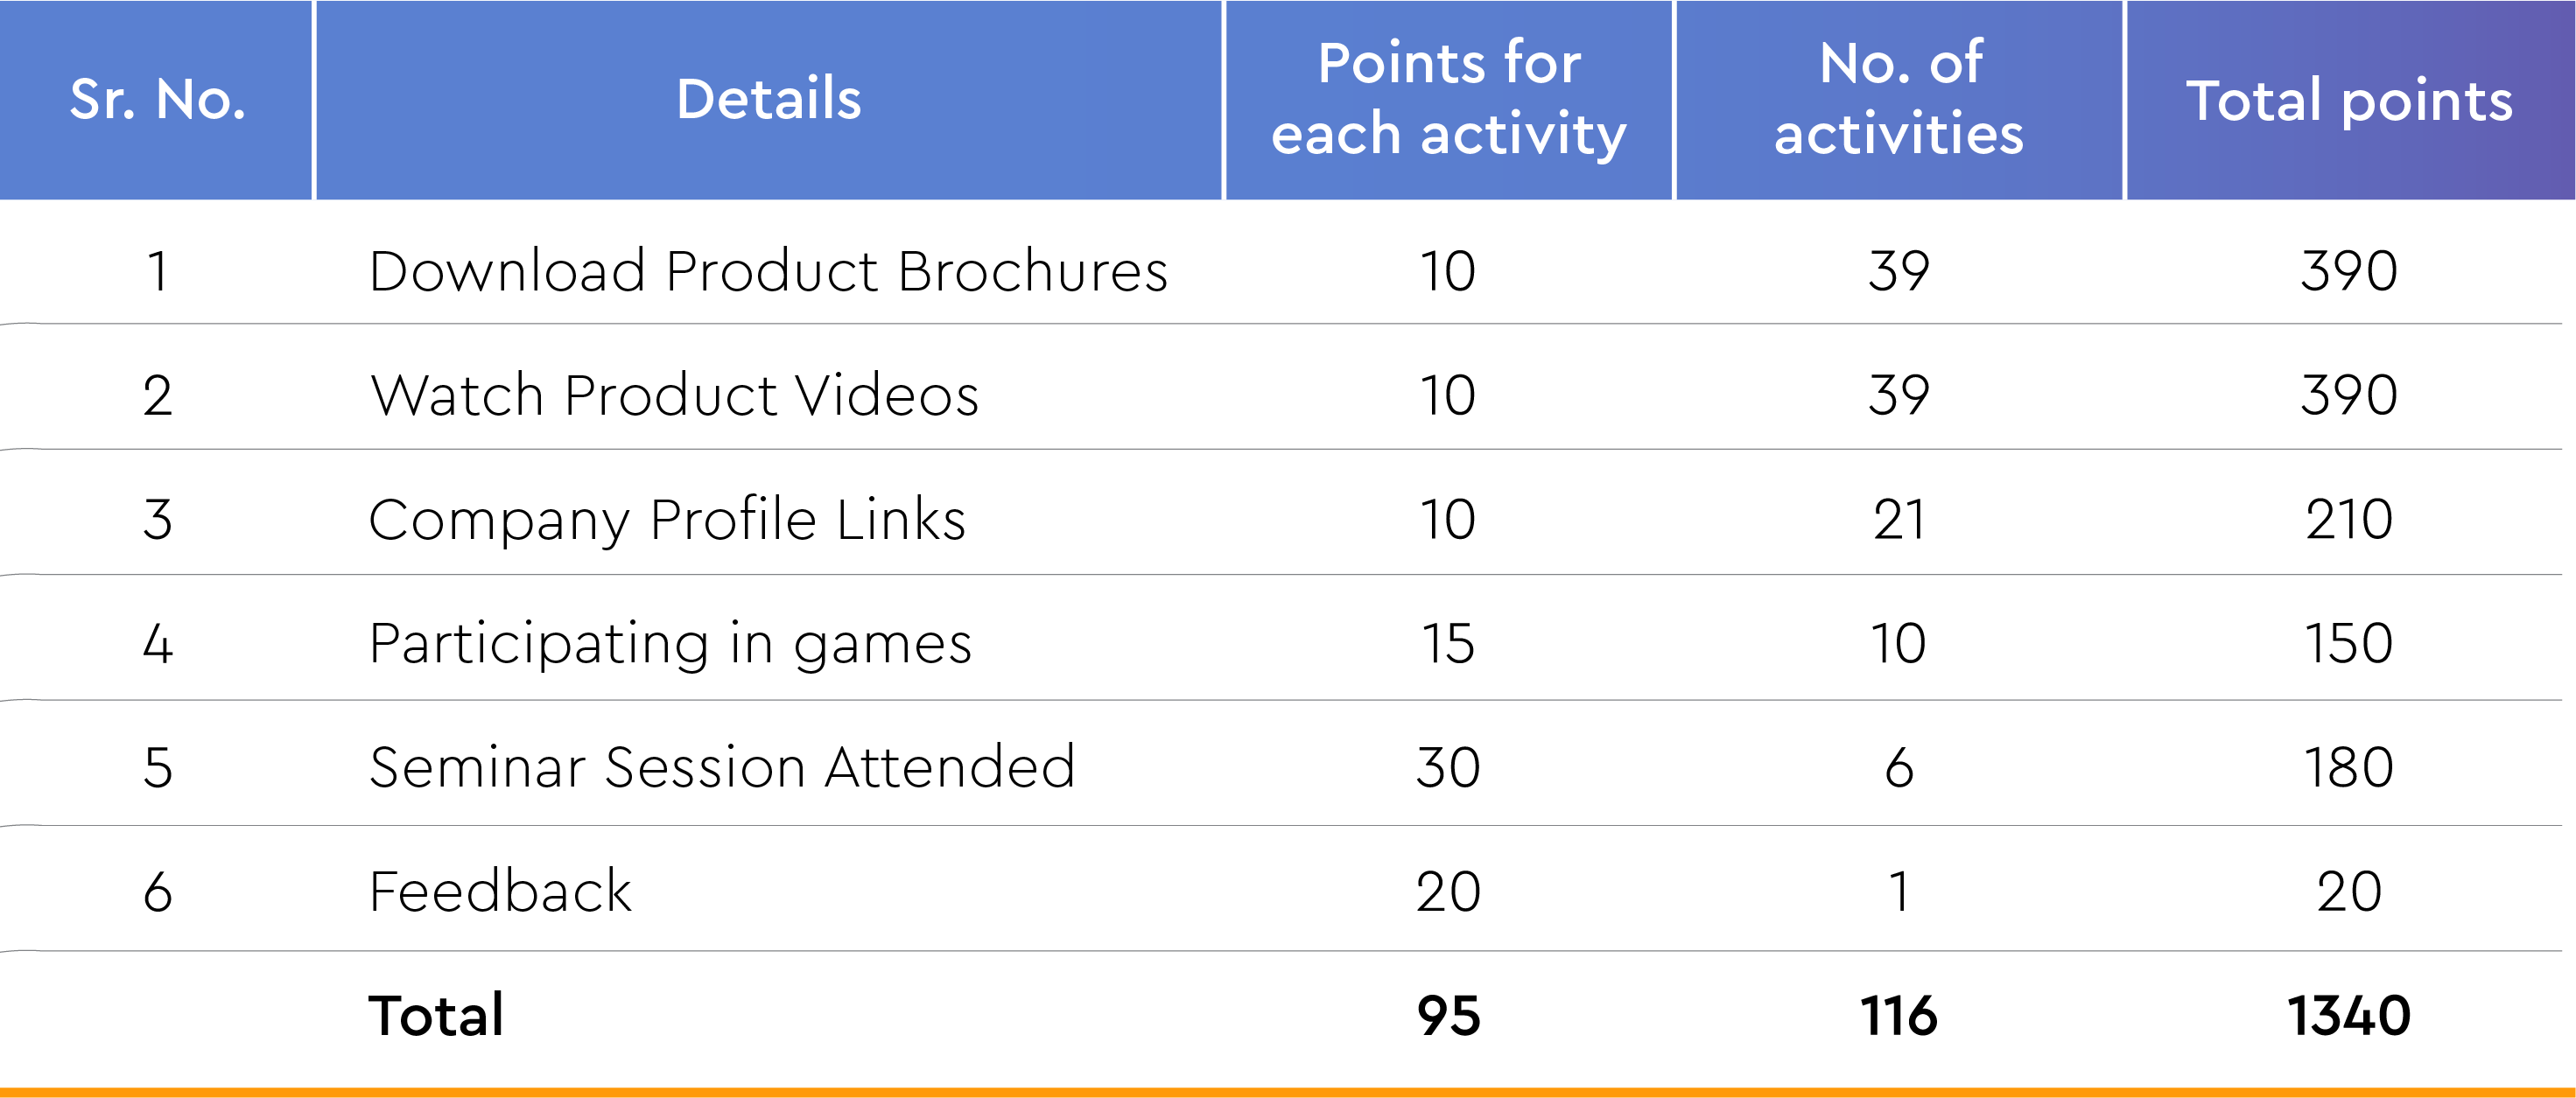 Sr. No. Details Points for each activity No. of activities Total points
1 Download Product Brochures 10 39 390
2 Watch Product Videos 10 39 390
3 Company Profile Links 10 21 210
4 Participating in games 15 10 150
5 Seminar Session Attended 30 6 180
6 Feedback 20 1 20
Total 95 116 1340